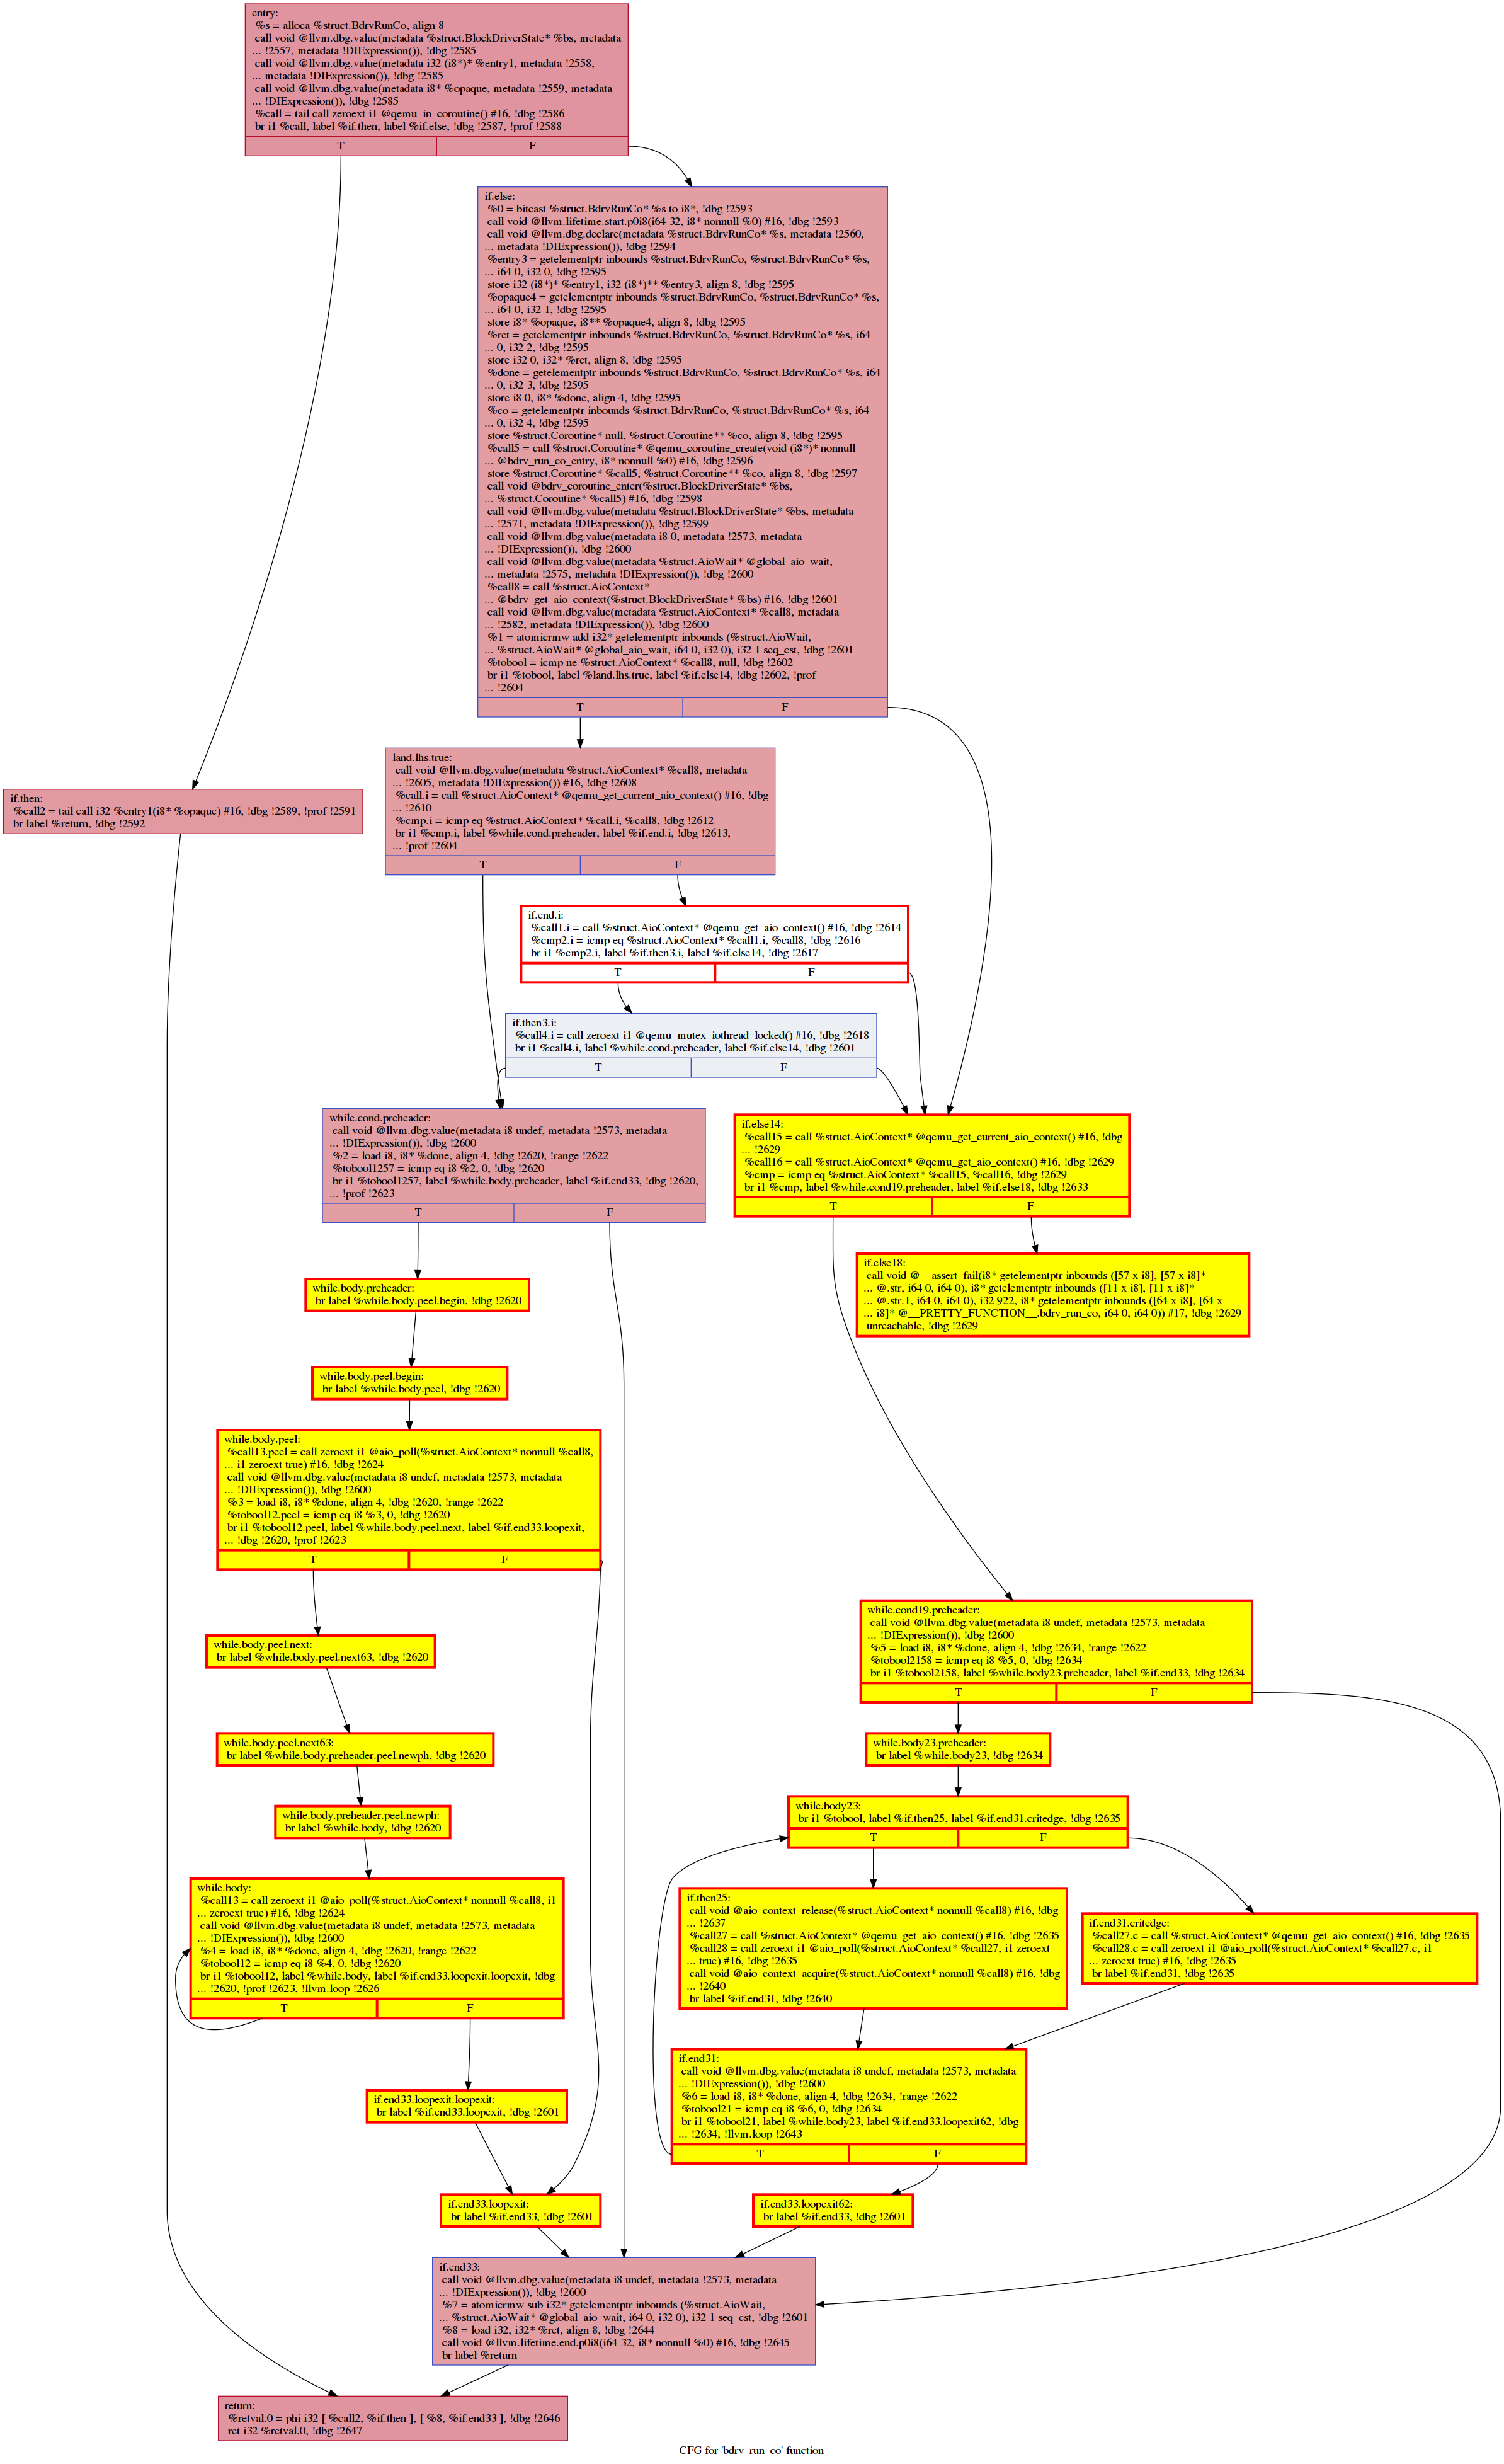 entry:
%s = alloca %struct.BdrvRunCo, align 8
call void @llvm.dbg.value(metadata %struct.BlockDriverState* %bs, metadata
... !2557, metadata !DIExpression()), !dbg !2585
call void @llvm.dbg.value(metadata i32 (i8*)* %entry1, metadata !2558,
... metadata !DIExpression()), !dbg !2585
call void @llvm.dbg.value(metadata i8* %opaque, metadata !2559, metadata
... !DIExpression()), !dbg !2585
%call = tail call zeroext i1 @qemu_in_coroutine() #16, !dbg !2586
br i1 %call, label %if.then, label %if.else, !dbg !2587, !prof !2588
T F
if.else:
%0 = bitcast %struct.BdrvRunCo* %s to i8*, !dbg !2593
call void @llvm.lifetime.start.p0i8(i64 32, i8* nonnull %0) #16, !dbg !2593
call void @llvm.dbg.declare(metadata %struct.BdrvRunCo* %s, metadata !2560,
... metadata !DIExpression()), !dbg !2594
%entry3 = getelementptr inbounds %struct.BdrvRunCo, %struct.BdrvRunCo* %s,
... i64 0, i32 0, !dbg !2595
store i32 (i8*)* %entry1, i32 (i8*)** %entry3, align 8, !dbg !2595
%opaque4 = getelementptr inbounds %struct.BdrvRunCo, %struct.BdrvRunCo* %s,
... i64 0, i32 1, !dbg !2595
store i8* %opaque, i8** %opaque4, align 8, !dbg !2595
%ret = getelementptr inbounds %struct.BdrvRunCo, %struct.BdrvRunCo* %s, i64
... 0, i32 2, !dbg !2595
store i32 0, i32* %ret, align 8, !dbg !2595
%done = getelementptr inbounds %struct.BdrvRunCo, %struct.BdrvRunCo* %s, i64
... 0, i32 3, !dbg !2595
store i8 0, i8* %done, align 4, !dbg !2595
%co = getelementptr inbounds %struct.BdrvRunCo, %struct.BdrvRunCo* %s, i64
... 0, i32 4, !dbg !2595
store %struct.Coroutine* null, %struct.Coroutine** %co, align 8, !dbg !2595
%call5 = call %struct.Coroutine* @qemu_coroutine_create(void (i8*)* nonnull
... @bdrv_run_co_entry, i8* nonnull %0) #16, !dbg !2596
store %struct.Coroutine* %call5, %struct.Coroutine** %co, align 8, !dbg !2597
call void @bdrv_coroutine_enter(%struct.BlockDriverState* %bs,
... %struct.Coroutine* %call5) #16, !dbg !2598
call void @llvm.dbg.value(metadata %struct.BlockDriverState* %bs, metadata
... !2571, metadata !DIExpression()), !dbg !2599
call void @llvm.dbg.value(metadata i8 0, metadata !2573, metadata
... !DIExpression()), !dbg !2600
call void @llvm.dbg.value(metadata %struct.AioWait* @global_aio_wait,
... metadata !2575, metadata !DIExpression()), !dbg !2600
%call8 = call %struct.AioContext*
... @bdrv_get_aio_context(%struct.BlockDriverState* %bs) #16, !dbg !2601
call void @llvm.dbg.value(metadata %struct.AioContext* %call8, metadata
... !2582, metadata !DIExpression()), !dbg !2600
%1 = atomicrmw add i32* getelementptr inbounds (%struct.AioWait,
... %struct.AioWait* @global_aio_wait, i64 0, i32 0), i32 1 seq_cst, !dbg !2601
%tobool = icmp ne %struct.AioContext* %call8, null, !dbg !2602
br i1 %tobool, label %land.lhs.true, label %if.else14, !dbg !2602, !prof
... !2604
T F
land.lhs.true:
call void @llvm.dbg.value(metadata %struct.AioContext* %call8, metadata
... !2605, metadata !DIExpression()) #16, !dbg !2608
%call.i = call %struct.AioContext* @qemu_get_current_aio_context() #16, !dbg
... !2610
%cmp.i = icmp eq %struct.AioContext* %call.i, %call8, !dbg !2612
br i1 %cmp.i, label %while.cond.preheader, label %if.end.i, !dbg !2613,
... !prof !2604
T F
if.then:
%call2 = tail call i32 %entry1(i8* %opaque) #16, !dbg !2589, !prof !2591
br label %return, !dbg !2592
if.end.i:
%call1.i = call %struct.AioContext* @qemu_get_aio_context() #16, !dbg !2614
%cmp2.i = icmp eq %struct.AioContext* %call1.i, %call8, !dbg !2616
br i1 %cmp2.i, label %if.then3.i, label %if.else14, !dbg !2617
T F
if.then3.i:
%call4.i = call zeroext i1 @qemu_mutex_iothread_locked() #16, !dbg !2618
br i1 %call4.i, label %while.cond.preheader, label %if.else14, !dbg !2601
T F
while.cond.preheader:
call void @llvm.dbg.value(metadata i8 undef, metadata !2573, metadata
... !DIExpression()), !dbg !2600
%2 = load i8, i8* %done, align 4, !dbg !2620, !range !2622
%tobool1257 = icmp eq i8 %2, 0, !dbg !2620
br i1 %tobool1257, label %while.body.preheader, label %if.end33, !dbg !2620,
... !prof !2623
T F
if.else14:
%call15 = call %struct.AioContext* @qemu_get_current_aio_context() #16, !dbg
... !2629
%call16 = call %struct.AioContext* @qemu_get_aio_context() #16, !dbg !2629
%cmp = icmp eq %struct.AioContext* %call15, %call16, !dbg !2629
br i1 %cmp, label %while.cond19.preheader, label %if.else18, !dbg !2633
T F
if.else18:
call void @__assert_fail(i8* getelementptr inbounds ([57 x i8], [57 x i8]*
... @.str, i64 0, i64 0), i8* getelementptr inbounds ([11 x i8], [11 x i8]*
... @.str.1, i64 0, i64 0), i32 922, i8* getelementptr inbounds ([64 x i8], [64 x
... i8]* @__PRETTY_FUNCTION__.bdrv_run_co, i64 0, i64 0)) #17, !dbg !2629
unreachable, !dbg !2629
while.body.preheader:
br label %while.body.peel.begin, !dbg !2620
while.body.peel.begin:
br label %while.body.peel, !dbg !2620
while.body.peel:
%call13.peel = call zeroext i1 @aio_poll(%struct.AioContext* nonnull %call8,
... i1 zeroext true) #16, !dbg !2624
call void @llvm.dbg.value(metadata i8 undef, metadata !2573, metadata
... !DIExpression()), !dbg !2600
%3 = load i8, i8* %done, align 4, !dbg !2620, !range !2622
%tobool12.peel = icmp eq i8 %3, 0, !dbg !2620
br i1 %tobool12.peel, label %while.body.peel.next, label %if.end33.loopexit,
... !dbg !2620, !prof !2623
T F
while.cond19.preheader:
call void @llvm.dbg.value(metadata i8 undef, metadata !2573, metadata
... !DIExpression()), !dbg !2600
%5 = load i8, i8* %done, align 4, !dbg !2634, !range !2622
%tobool2158 = icmp eq i8 %5, 0, !dbg !2634
br i1 %tobool2158, label %while.body23.preheader, label %if.end33, !dbg !2634
T F
while.body.peel.next:
br label %while.body.peel.next63, !dbg !2620
while.body.peel.next63:
br label %while.body.preheader.peel.newph, !dbg !2620
while.body23.preheader:
br label %while.body23, !dbg !2634
while.body.preheader.peel.newph:
br label %while.body, !dbg !2620
while.body23:
br i1 %tobool, label %if.then25, label %if.end31.critedge, !dbg !2635
T F
while.body:
%call13 = call zeroext i1 @aio_poll(%struct.AioContext* nonnull %call8, i1
... zeroext true) #16, !dbg !2624
call void @llvm.dbg.value(metadata i8 undef, metadata !2573, metadata
... !DIExpression()), !dbg !2600
%4 = load i8, i8* %done, align 4, !dbg !2620, !range !2622
%tobool12 = icmp eq i8 %4, 0, !dbg !2620
br i1 %tobool12, label %while.body, label %if.end33.loopexit.loopexit, !dbg
... !2620, !prof !2623, !llvm.loop !2626
T F
if.then25:
call void @aio_context_release(%struct.AioContext* nonnull %call8) #16, !dbg
... !2637
%call27 = call %struct.AioContext* @qemu_get_aio_context() #16, !dbg !2635
%call28 = call zeroext i1 @aio_poll(%struct.AioContext* %call27, i1 zeroext
... true) #16, !dbg !2635
call void @aio_context_acquire(%struct.AioContext* nonnull %call8) #16, !dbg
... !2640
br label %if.end31, !dbg !2640
if.end31.critedge:
%call27.c = call %struct.AioContext* @qemu_get_aio_context() #16, !dbg !2635
%call28.c = call zeroext i1 @aio_poll(%struct.AioContext* %call27.c, i1
... zeroext true) #16, !dbg !2635
br label %if.end31, !dbg !2635
if.end31:
call void @llvm.dbg.value(metadata i8 undef, metadata !2573, metadata
... !DIExpression()), !dbg !2600
%6 = load i8, i8* %done, align 4, !dbg !2634, !range !2622
%tobool21 = icmp eq i8 %6, 0, !dbg !2634
br i1 %tobool21, label %while.body23, label %if.end33.loopexit62, !dbg
... !2634, !llvm.loop !2643
T F
if.end33.loopexit.loopexit:
br label %if.end33.loopexit, !dbg !2601
if.end33.loopexit:
br label %if.end33, !dbg !2601
if.end33.loopexit62:
br label %if.end33, !dbg !2601
if.end33:
call void @llvm.dbg.value(metadata i8 undef, metadata !2573, metadata
... !DIExpression()), !dbg !2600
%7 = atomicrmw sub i32* getelementptr inbounds (%struct.AioWait,
... %struct.AioWait* @global_aio_wait, i64 0, i32 0), i32 1 seq_cst, !dbg !2601
%8 = load i32, i32* %ret, align 8, !dbg !2644
call void @llvm.lifetime.end.p0i8(i64 32, i8* nonnull %0) #16, !dbg !2645
br label %return
return:
%retval.0 = phi i32 [ %call2, %if.then ], [ %8, %if.end33 ], !dbg !2646
ret i32 %retval.0, !dbg !2647
CFG for 'bdrv_run_co' function